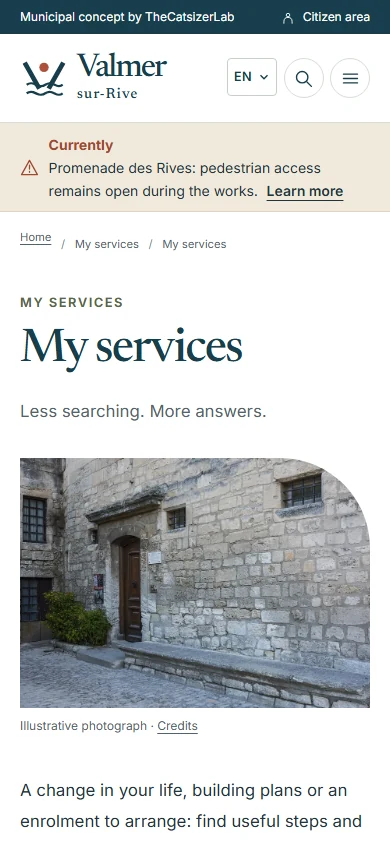 Municipal concept by TheCatsizerLab
Citizen area
Valmer
sur-Rive
EN
Currently
Promenade des Rives: pedestrian access
remains open during the works. Learn more
Home / My services / My services
MY SERVICES
My services
Less searching. More answers.
Illustrative photograph · Credits
A change in your life, building plans or an
enrolment to arrange: find useful steps and